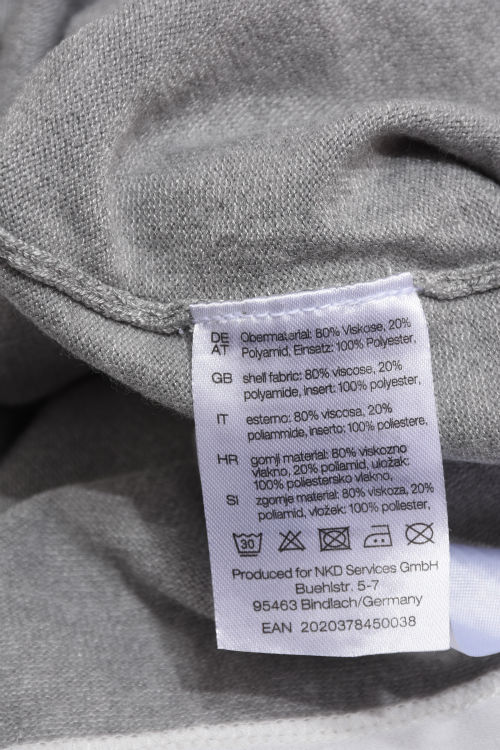 DE AT Obermaterial: 80% Viskose, 20%
Polyamid, Einsatz: 100% Polyester,
GB shell fabric: 80% viscose, 20%
polyamide, insert: 100% polyester,
IT esterno: 80% viscosa, 20%
poliammide, inserto: 100% poliestere,
HR gornji materijal: 80% viskozno
vlakno, 20% poliamid, uložak:
100% poliestersko vlakno,
SI zgornje material: 80% viskoza, 20%
poliamid, vložek: 100% poliester,
30
Produced for NKD Services GmbH
Buehlstr. 5-7
95463 Bindlach/Germany
EAN 2020378450038